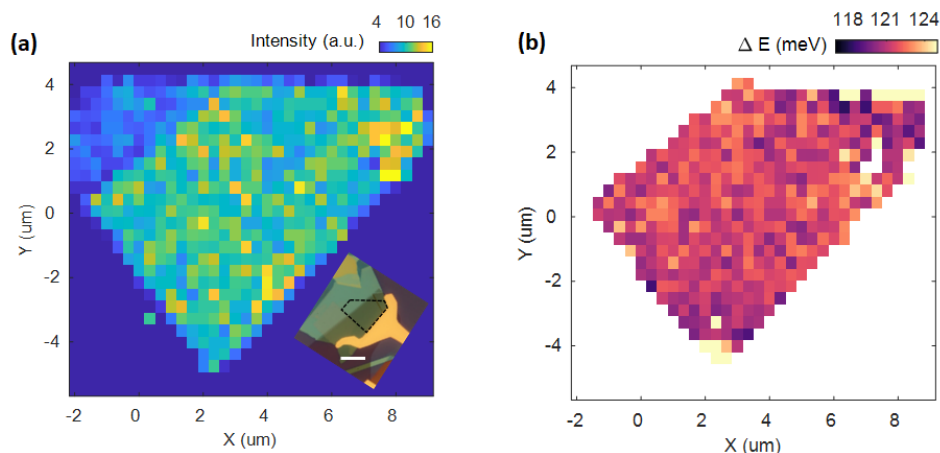 (a)
Intensity (a.u.)
4 10 16
4
2
0
-2
-4
Y (um)
-2 0 2 4 6 8
X (um)
(b)
118 121 124
Δ E (meV)
4
2
0
-2
-4
Y (um)
-2 0 2 4 6 8
X (um)